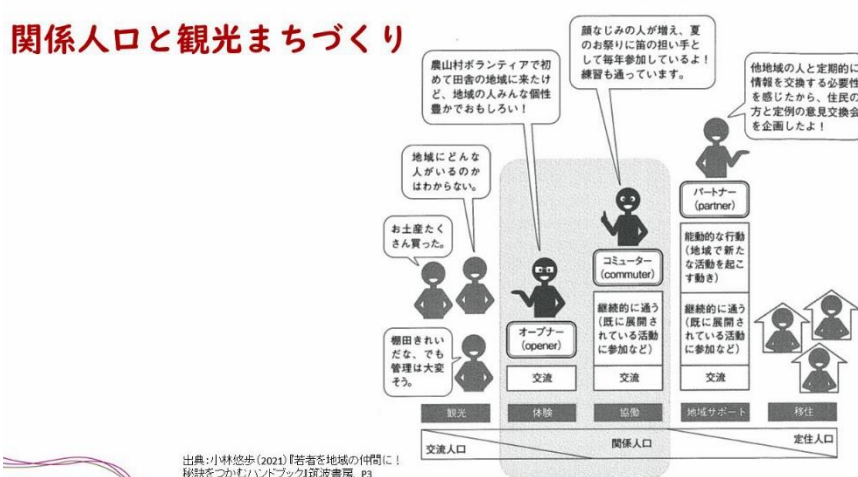 関係人口と観光まちづくり
農山村ボランティアで初
めて田舎の地域に来たけ
ど、地域の人みんな個性
豊かでおもしろい!
顔なじみの人が増え、夏
のお祭りに笛の担い手と
して毎年参加しているよ!
練習も通っています。
他地域の人と定期的に
情報を交換する必要性
を感じたから、住民の
方と定例の意見交換会
を企画したよ!
地域にどんな
人がいるのか
はわからない。
お土産たく
さん買った。
棚田きれい
だな、でも
管理は大変
そう。
オープナー
(opener)
交流
コミューター
(commuter)
継続的に通う
(既に展開さ
れている活動
に参加など)
交流
パートナー
(partner)
能動的な行動
(地域で新た
な活動を起こ
す動き)
継続的に通う
(既に展開さ
れている活動
に参加など)
交流
観光
体験
協働
地域サポート
移住
交流人口
関係人口
定住人口
出典:小林悠歩(2021)『若者を地域の仲間に!
秘訣をつかむハンドブック』筑波書房、P3